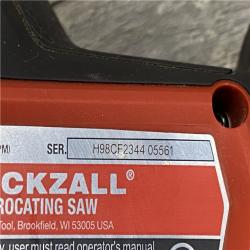 PM) SER. H98CF2344 05561
CKZALL®
ROCATING SAW
Tool, Brookfield, WI 53005 USA
, user must read operator's manual